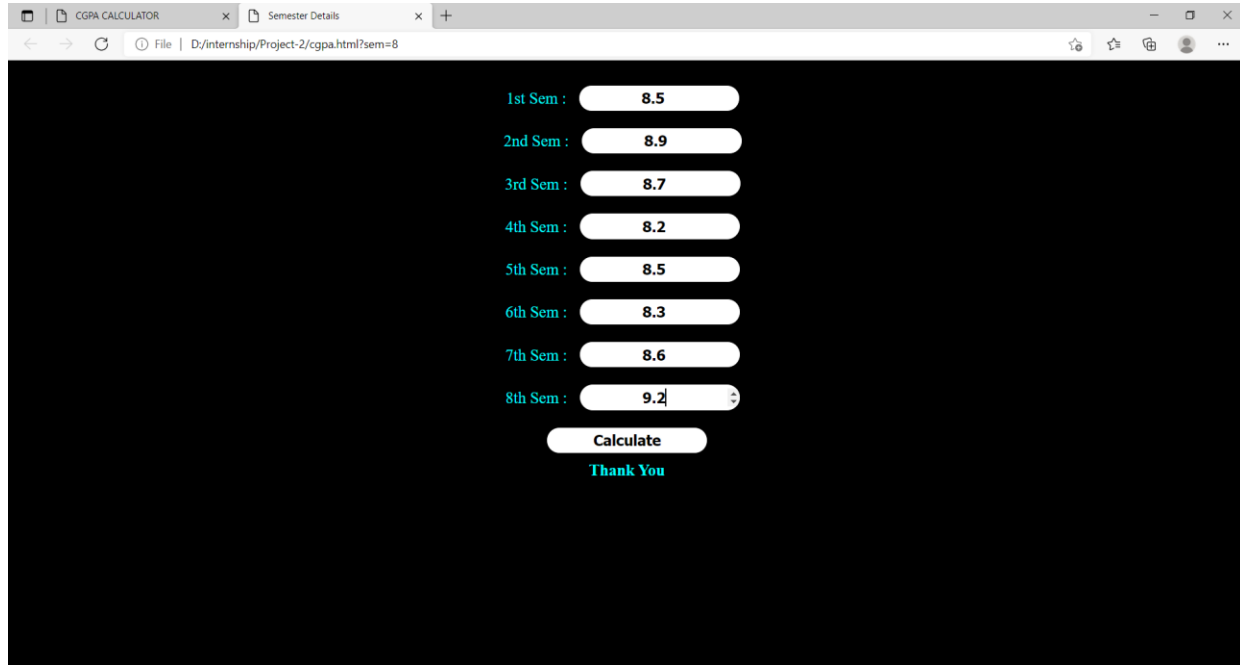 CGPA CALCULATOR
Semester Details
File | D:/internship/Project-2/cgpa.html?sem=8
1st Sem : 8.5
2nd Sem : 8.9
3rd Sem : 8.7
4th Sem : 8.2
5th Sem : 8.5
6th Sem : 8.3
7th Sem : 8.6
8th Sem : 9.2
Calculate
Thank You